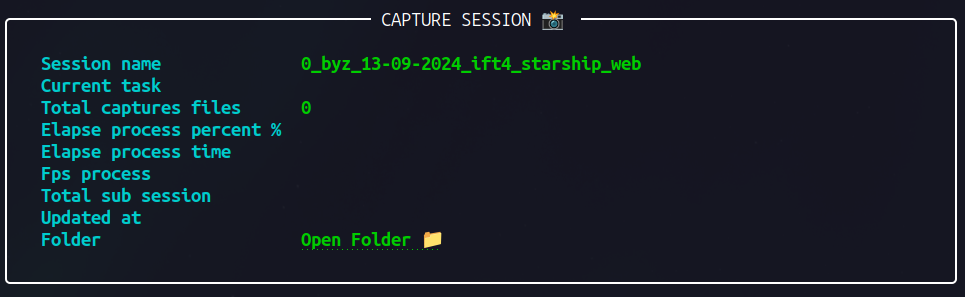 CAPTURE SESSION 📸
Session name 0_byz_13-09-2024_ift4_starship_web
Current task
Total captures files 0
Elapse process percent %
Elapse process time
Fps process
Total sub session
Updated at
Folder Open Folder 📁